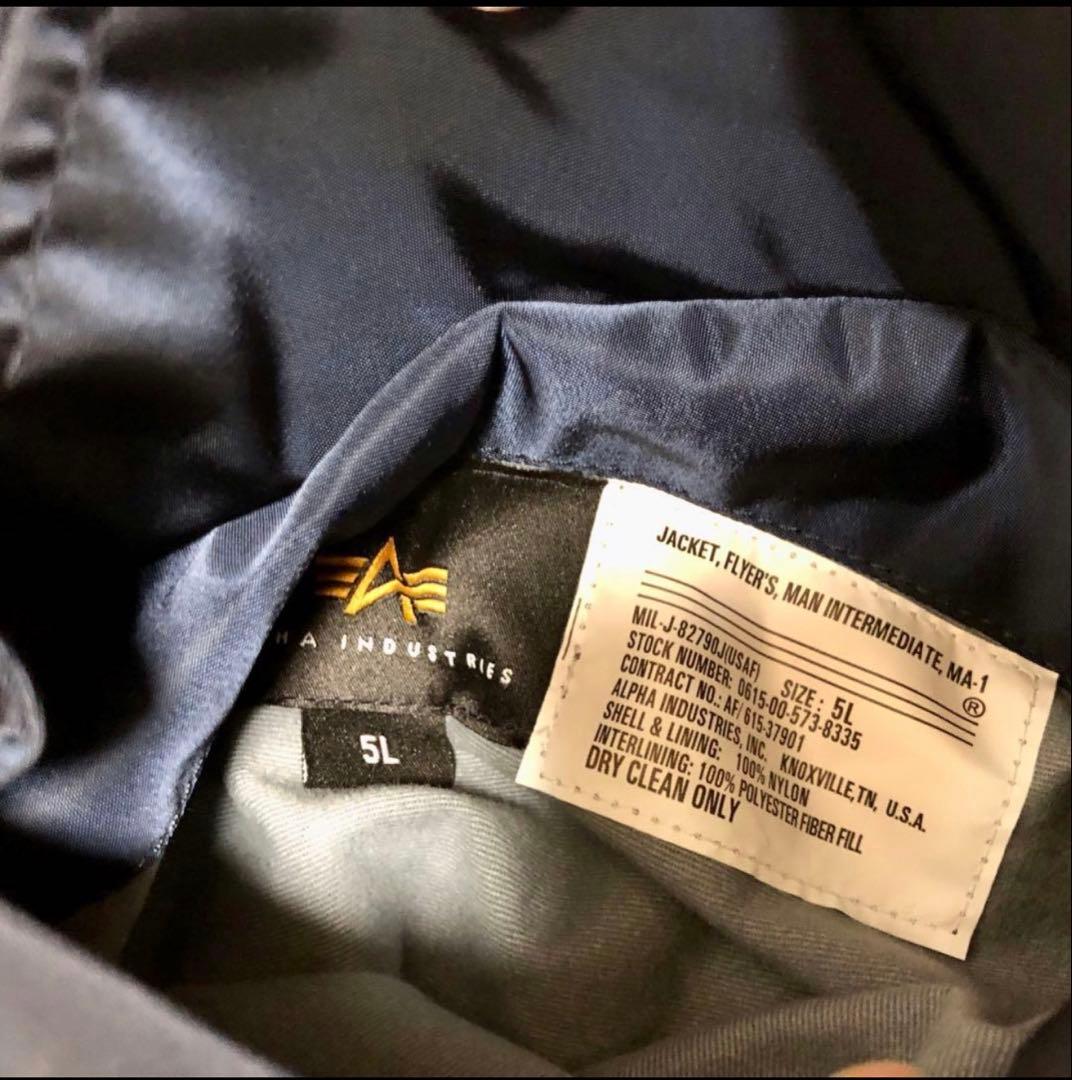 HA INDUSTRIES
5L
JACKET, FLYER'S, MAN INTERMEDIATE, MA-1
®
MIL-J-82790J(USAF) SIZE: 5L
STOCK NUMBER: 0615-00-573-8335
CONTRACT NO.: AF/ 615-37901
ALPHA INDUSTRIES, INC. KNOXVILLE,TN, U.S.A.
SHELL & LINING: 100% NYLON
INTERLINING: 100% POLYESTER FIBER FILL
DRY CLEAN ONLY